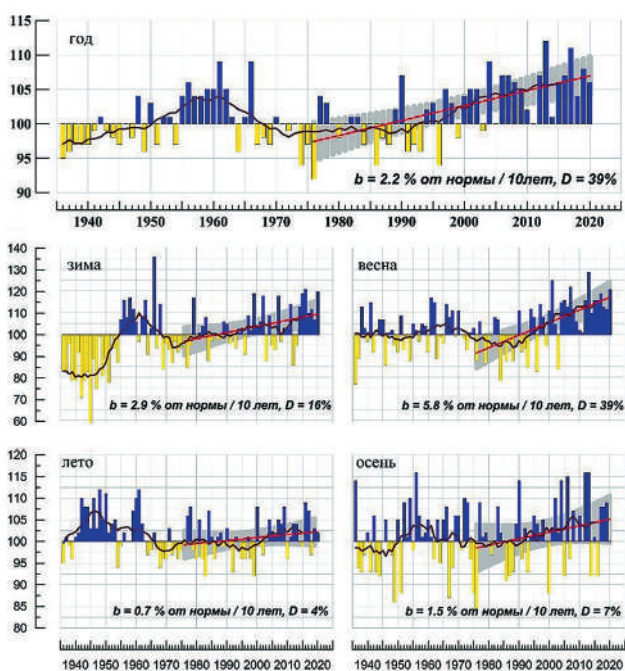 115
год
110
105
100
95
90
b = 2.2 % от нормы / 10лет, D = 39%
1940 1950 1960 1970 1980 1990 2000 2010 2020
140
зима
весна
130
120
110
100
90
80
70
60
b = 2.9 % от нормы / 10 лет, D = 16%
b = 5.8 % от нормы / 10 лет, D = 39%
120
лето
осень
115
110
105
100
95
90
85
80
b = 0.7 % от нормы / 10 лет, D = 4%
b = 1.5 % от нормы / 10 лет, D = 7%
1940 1950 1960 1970 1980 1990 2000 2010 2020
1940 1950 1960 1970 1980 1990 2000 2010 2020